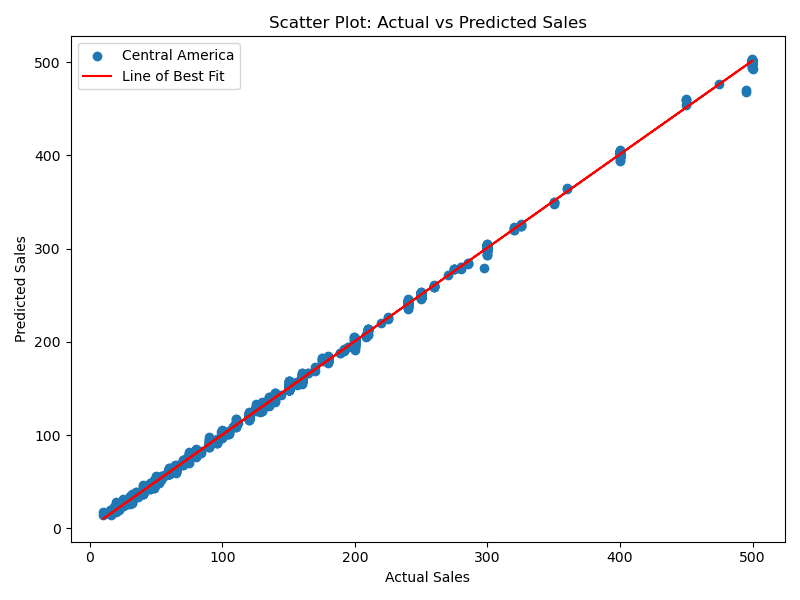 Scatter Plot: Actual vs Predicted Sales
Central America
Line of Best Fit
Predicted Sales
500
400
300
200
100
0
0 100 200 300 400 500
Actual Sales